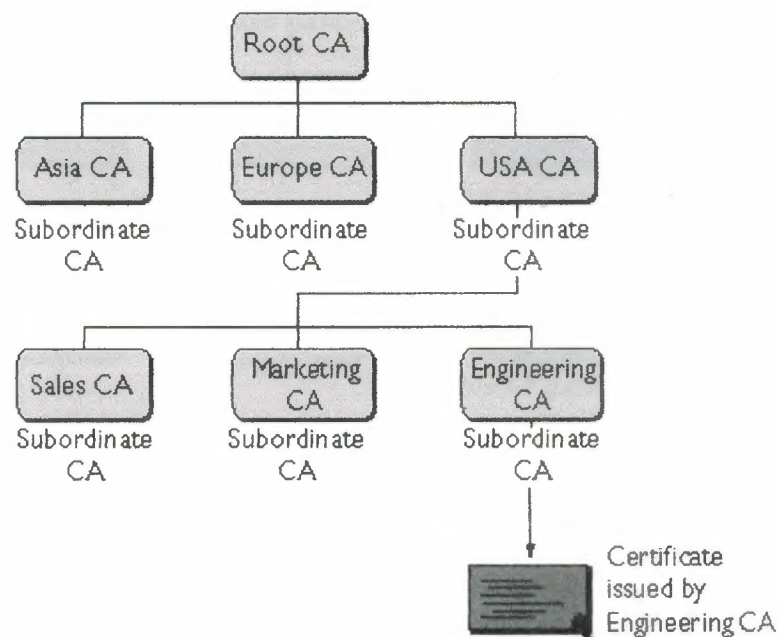 Root CA
Asia CA
Europe CA
USA CA
Subordinate
CA
Subordinate
CA
Subordinate
CA
Sales CA
Marketing
CA
Engineering
CA
Subordinate
CA
Subordinate
CA
Subordinate
CA
Certificate
issued by
Engineering CA